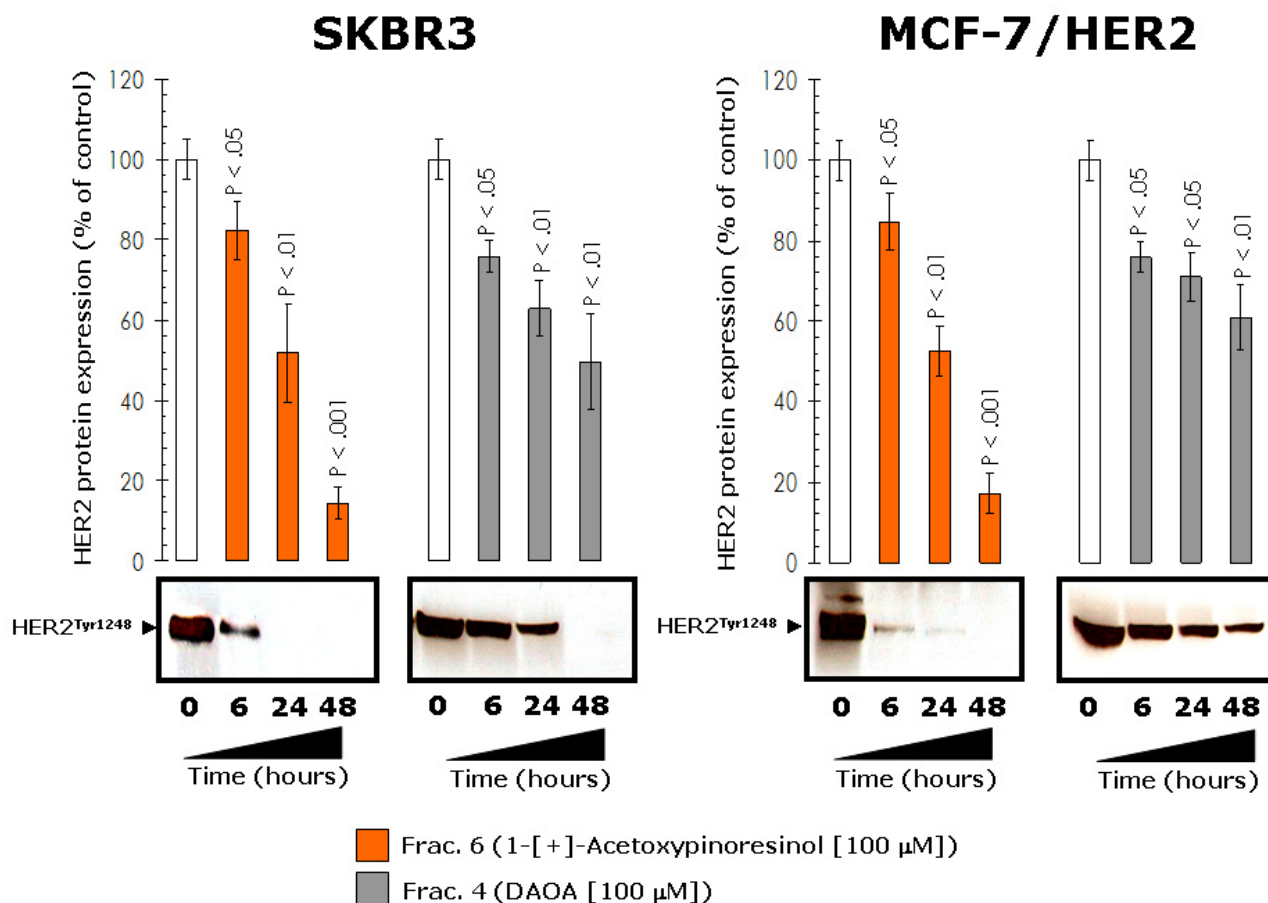 SKBR3
MCF-7/HER2
HER2 protein expression (% of control)
120
100
80
60
40
20
0
P < .05
P < .01
P < .001
P < .05
P < .01
P < .01
HER2 protein expression (% of control)
120
100
80
60
40
20
0
P < .05
P < .01
P < .001
P < .05
P < .05
P < .01
HER2Tyr1248
HER2Tyr1248
0 6 24 48
0 6 24 48
0 6 24 48
0 6 24 48
Time (hours)
Time (hours)
Time (hours)
Time (hours)
Frac. 6 (1-[+]-Acetoxypinoresinol [100 µM])
Frac. 4 (DAOA [100 µM])